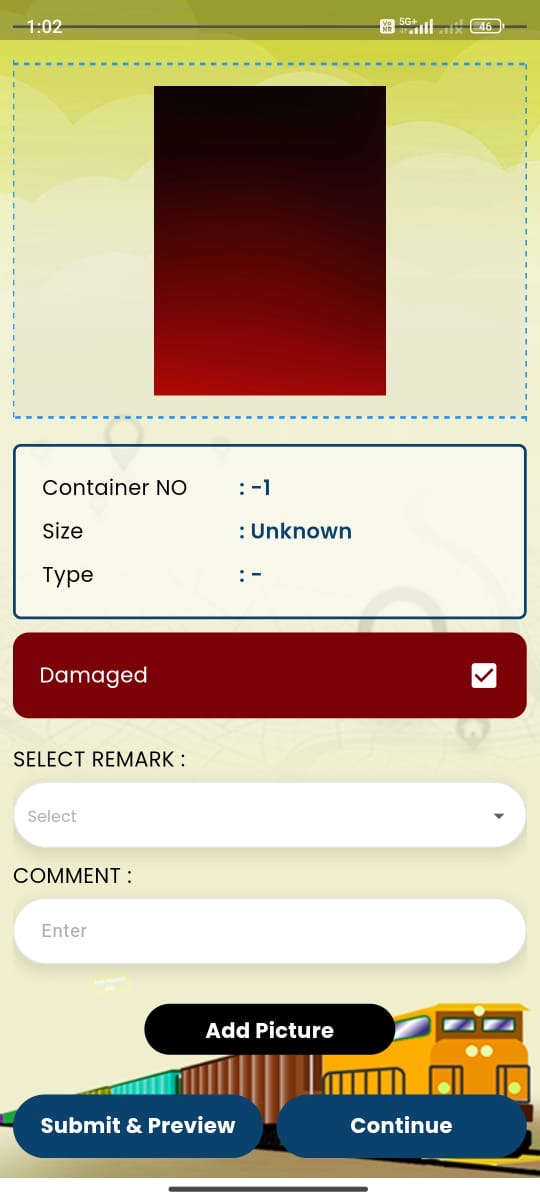 1:02
Vo NR 5G+ 46
Container NO : -1
Size : Unknown
Type : -
Damaged
SELECT REMARK :
Select
COMMENT :
Enter
Add Picture
Submit & Preview
Continue